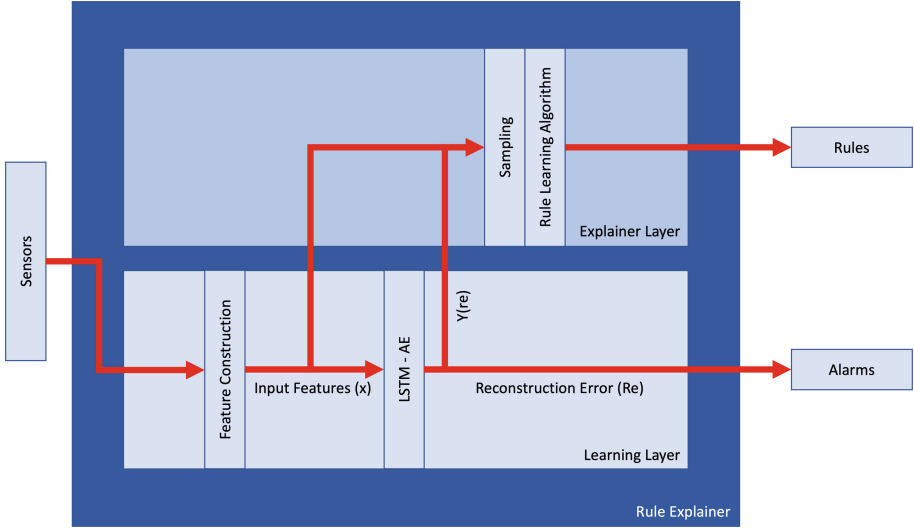 Sampling
Rule Learning Algorithm
Rules
Explainer Layer
Sensors
Feature Construction
Input Features (x)
LSTM - AE
Y(re)
Reconstruction Error (Re)
Alarms
Learning Layer
Rule Explainer